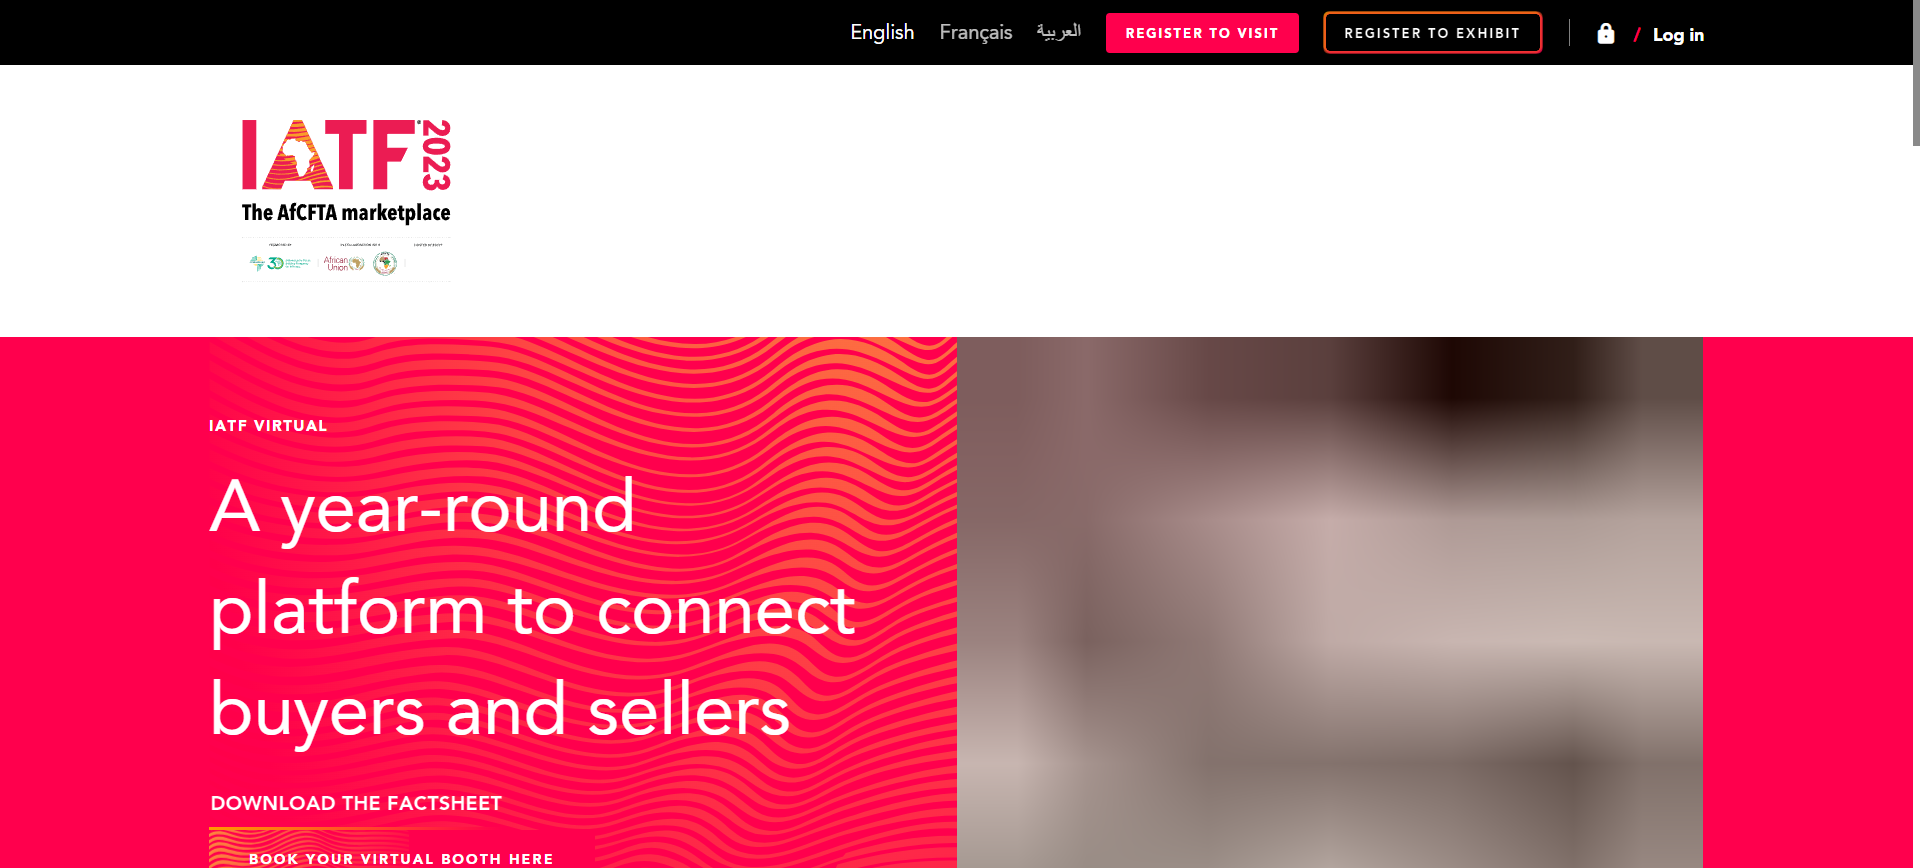 English Français العربية REGISTER TO VISIT REGISTER TO EXHIBIT / Log in
IATF 2023
The AfCFTA marketplace
African
Union
IATF VIRTUAL
A year-round
platform to connect
buyers and sellers
DOWNLOAD THE FACTSHEET
BOOK YOUR VIRTUAL BOOTH HERE